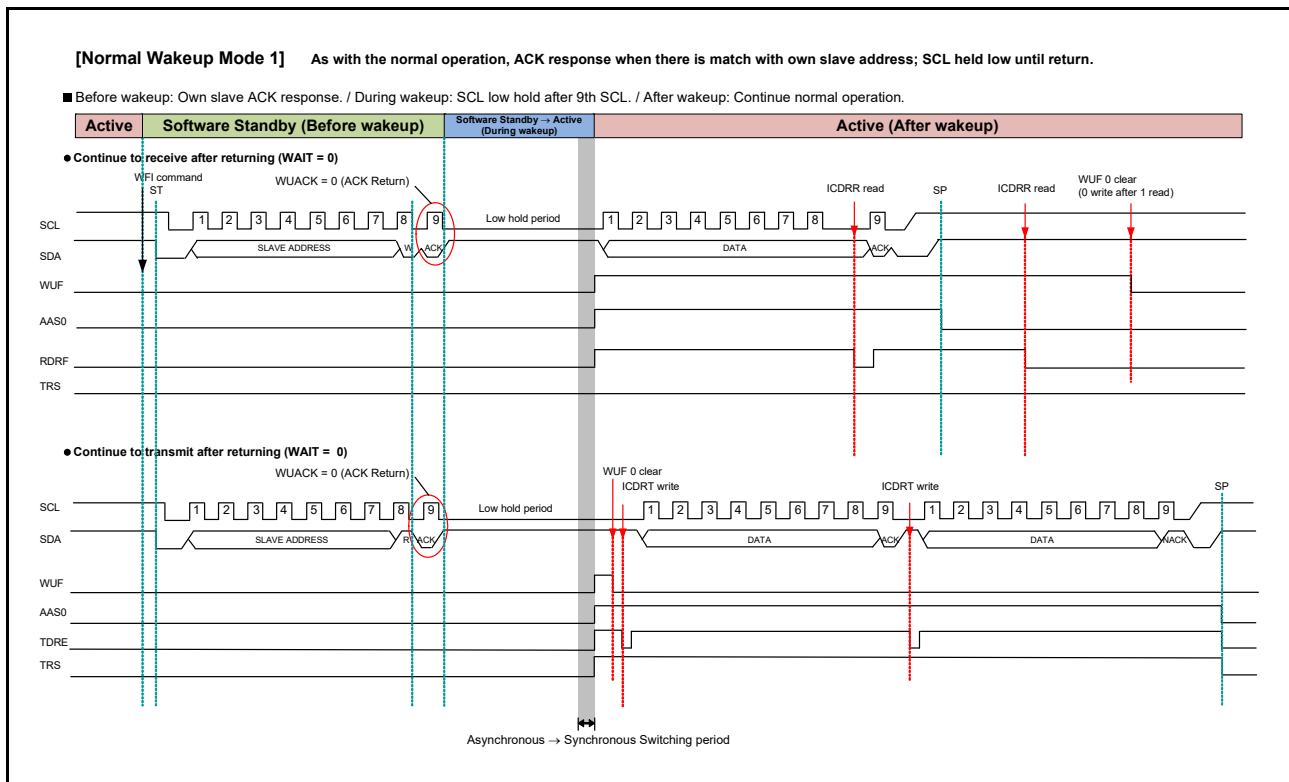 [Normal Wakeup Mode 1] As with the normal operation, ACK response when there is match with own slave address; SCL held low until return.
■ Before wakeup: Own slave ACK response. / During wakeup: SCL low hold after 9th SCL. / After wakeup: Continue normal operation.
Active Software Standby (Before wakeup) Software Standby → Active (During wakeup) Active (After wakeup)
● Continue to receive after returning (WAIT = 0)
WFI command
ST
WUACK = 0 (ACK Return)
ICDRR read
SP
ICDRR read
WUF 0 clear
(0 write after 1 read)
SCL 1 2 3 4 5 6 7 8 9 Low hold period 1 2 3 4 5 6 7 8 9
SDA SLAVE ADDRESS W ACK DATA ACK
WUF
AAS0
RDRF
TRS
● Continue to transmit after returning (WAIT = 0)
WUACK = 0 (ACK Return)
WUF 0 clear
ICDRT write
ICDRT write
SP
SCL 1 2 3 4 5 6 7 8 9 Low hold period 1 2 3 4 5 6 7 8 9 1 2 3 4 5 6 7 8 9
SDA SLAVE ADDRESS R ACK DATA ACK DATA NACK
WUF
AAS0
TDRE
TRS
Asynchronous → Synchronous Switching period